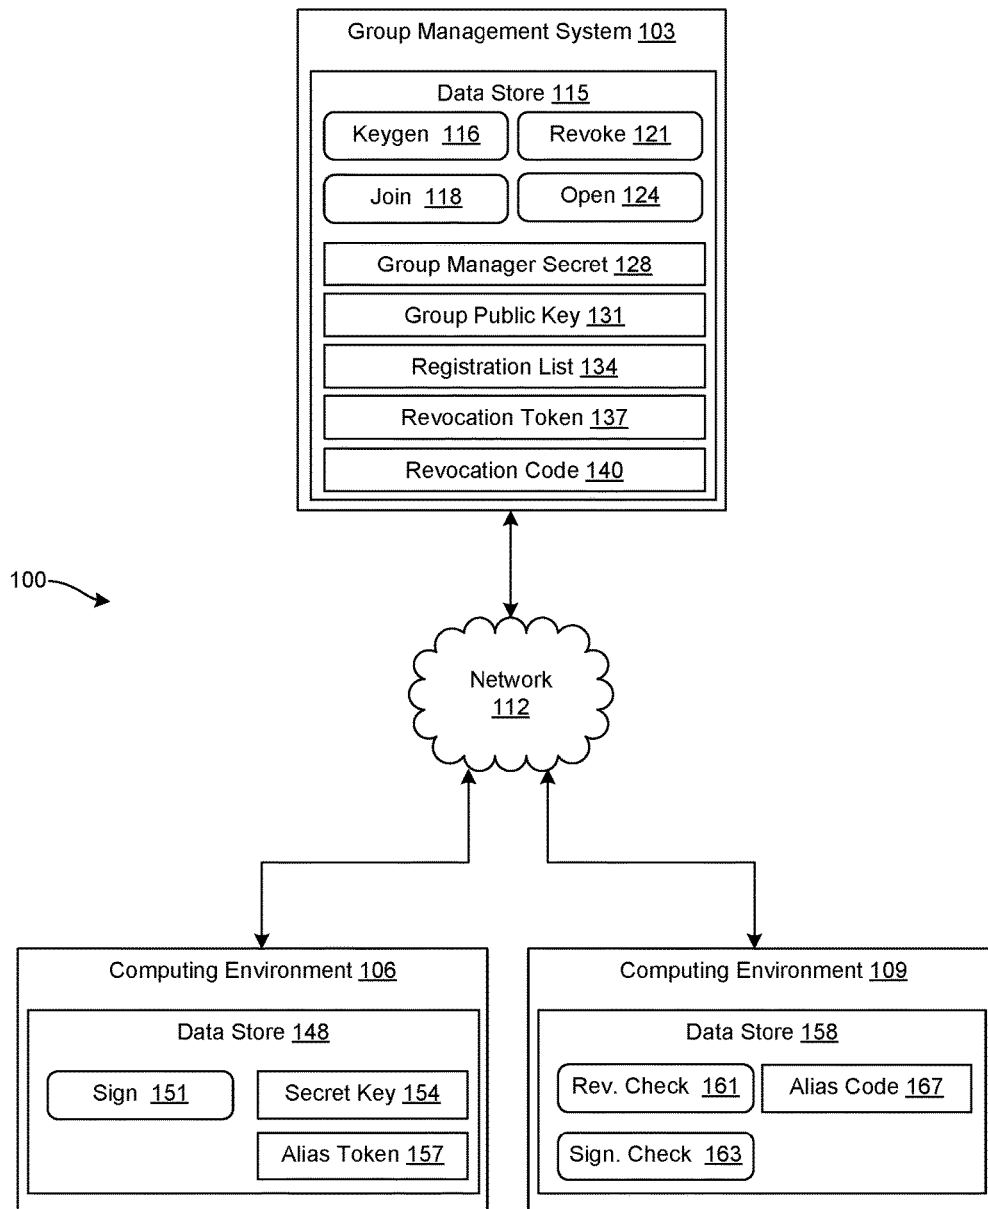 Group Management System 103
Data Store 115
Keygen 116
Revoke 121
Join 118
Open 124
Group Manager Secret 128
Group Public Key 131
Registration List 134
Revocation Token 137
Revocation Code 140
100
Network
112
Computing Environment 106
Data Store 148
Sign 151
Secret Key 154
Alias Token 157
Computing Environment 109
Data Store 158
Rev. Check 161
Alias Code 167
Sign. Check 163